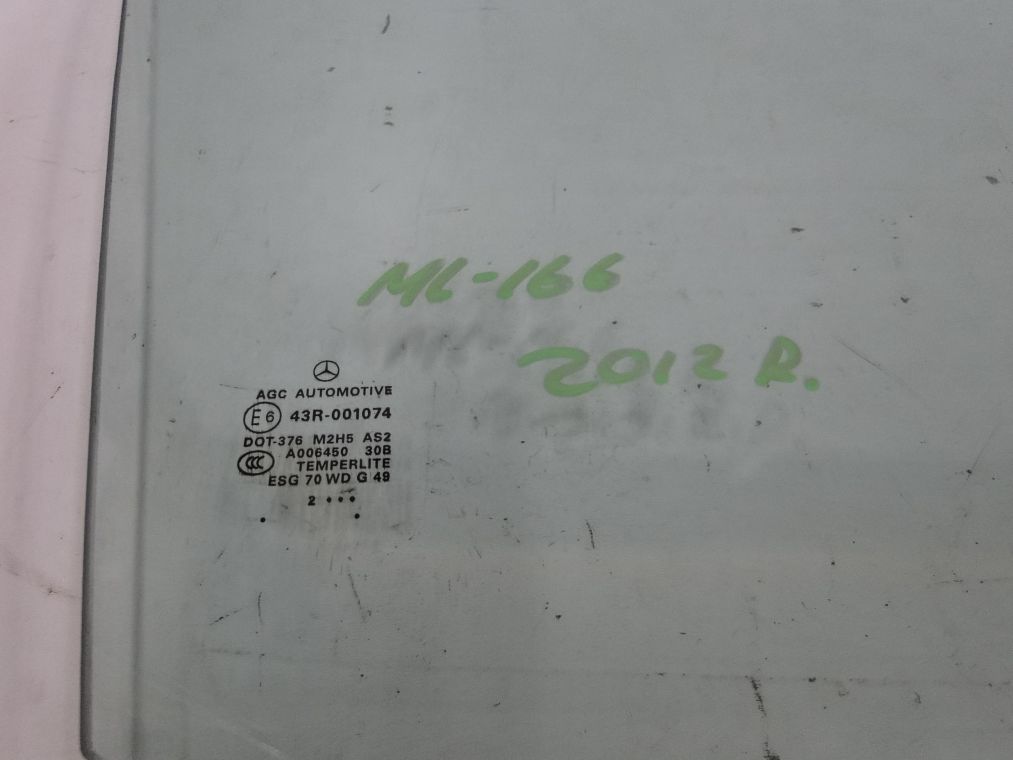 ML-166
2012 R.
AGC AUTOMOTIVE
E6 43R-001074
DOT-376 M2H5 AS2
A006450 30B
CCC TEMPERLITE
ESG 70 WD G 49
2 •••